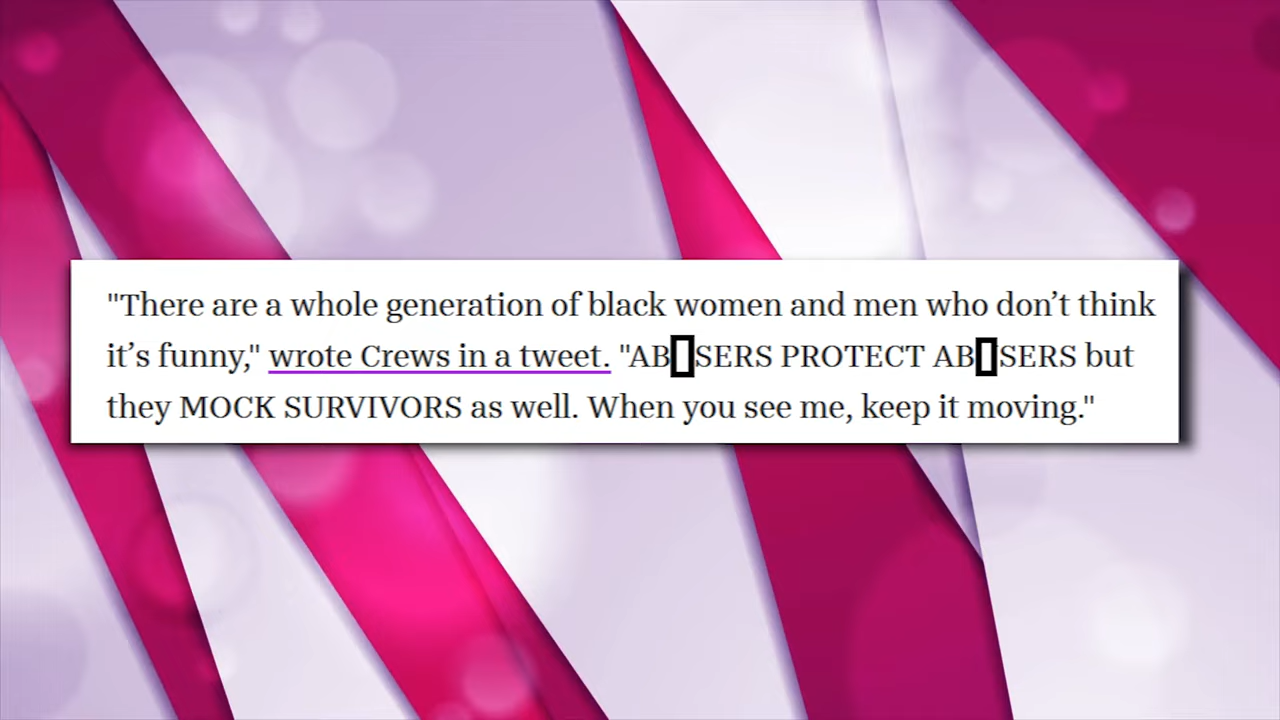 "There are a whole generation of black women and men who don’t think
it’s funny," wrote Crews in a tweet. "AB▯SERS PROTECT AB▯SERS but
they MOCK SURVIVORS as well. When you see me, keep it moving."